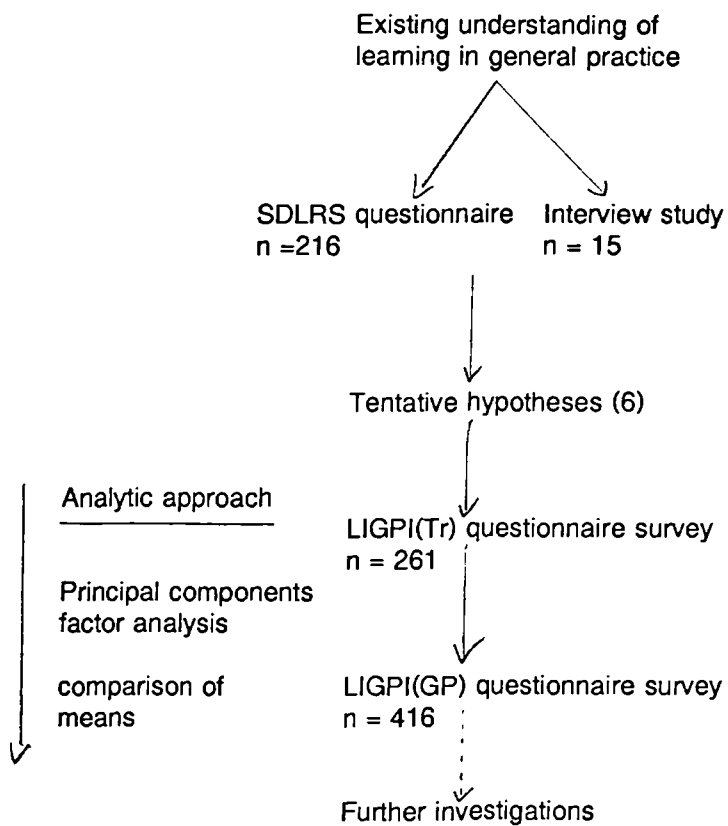 Existing understanding of
learning in general practice
SDLRS questionnaire
n =216
Interview study
n = 15
Tentative hypotheses (6)
Analytic approach
LIGPI(Tr) questionnaire survey
n = 261
Principal components
factor analysis
comparison of
means
LIGPI(GP) questionnaire survey
n = 416
Further investigations